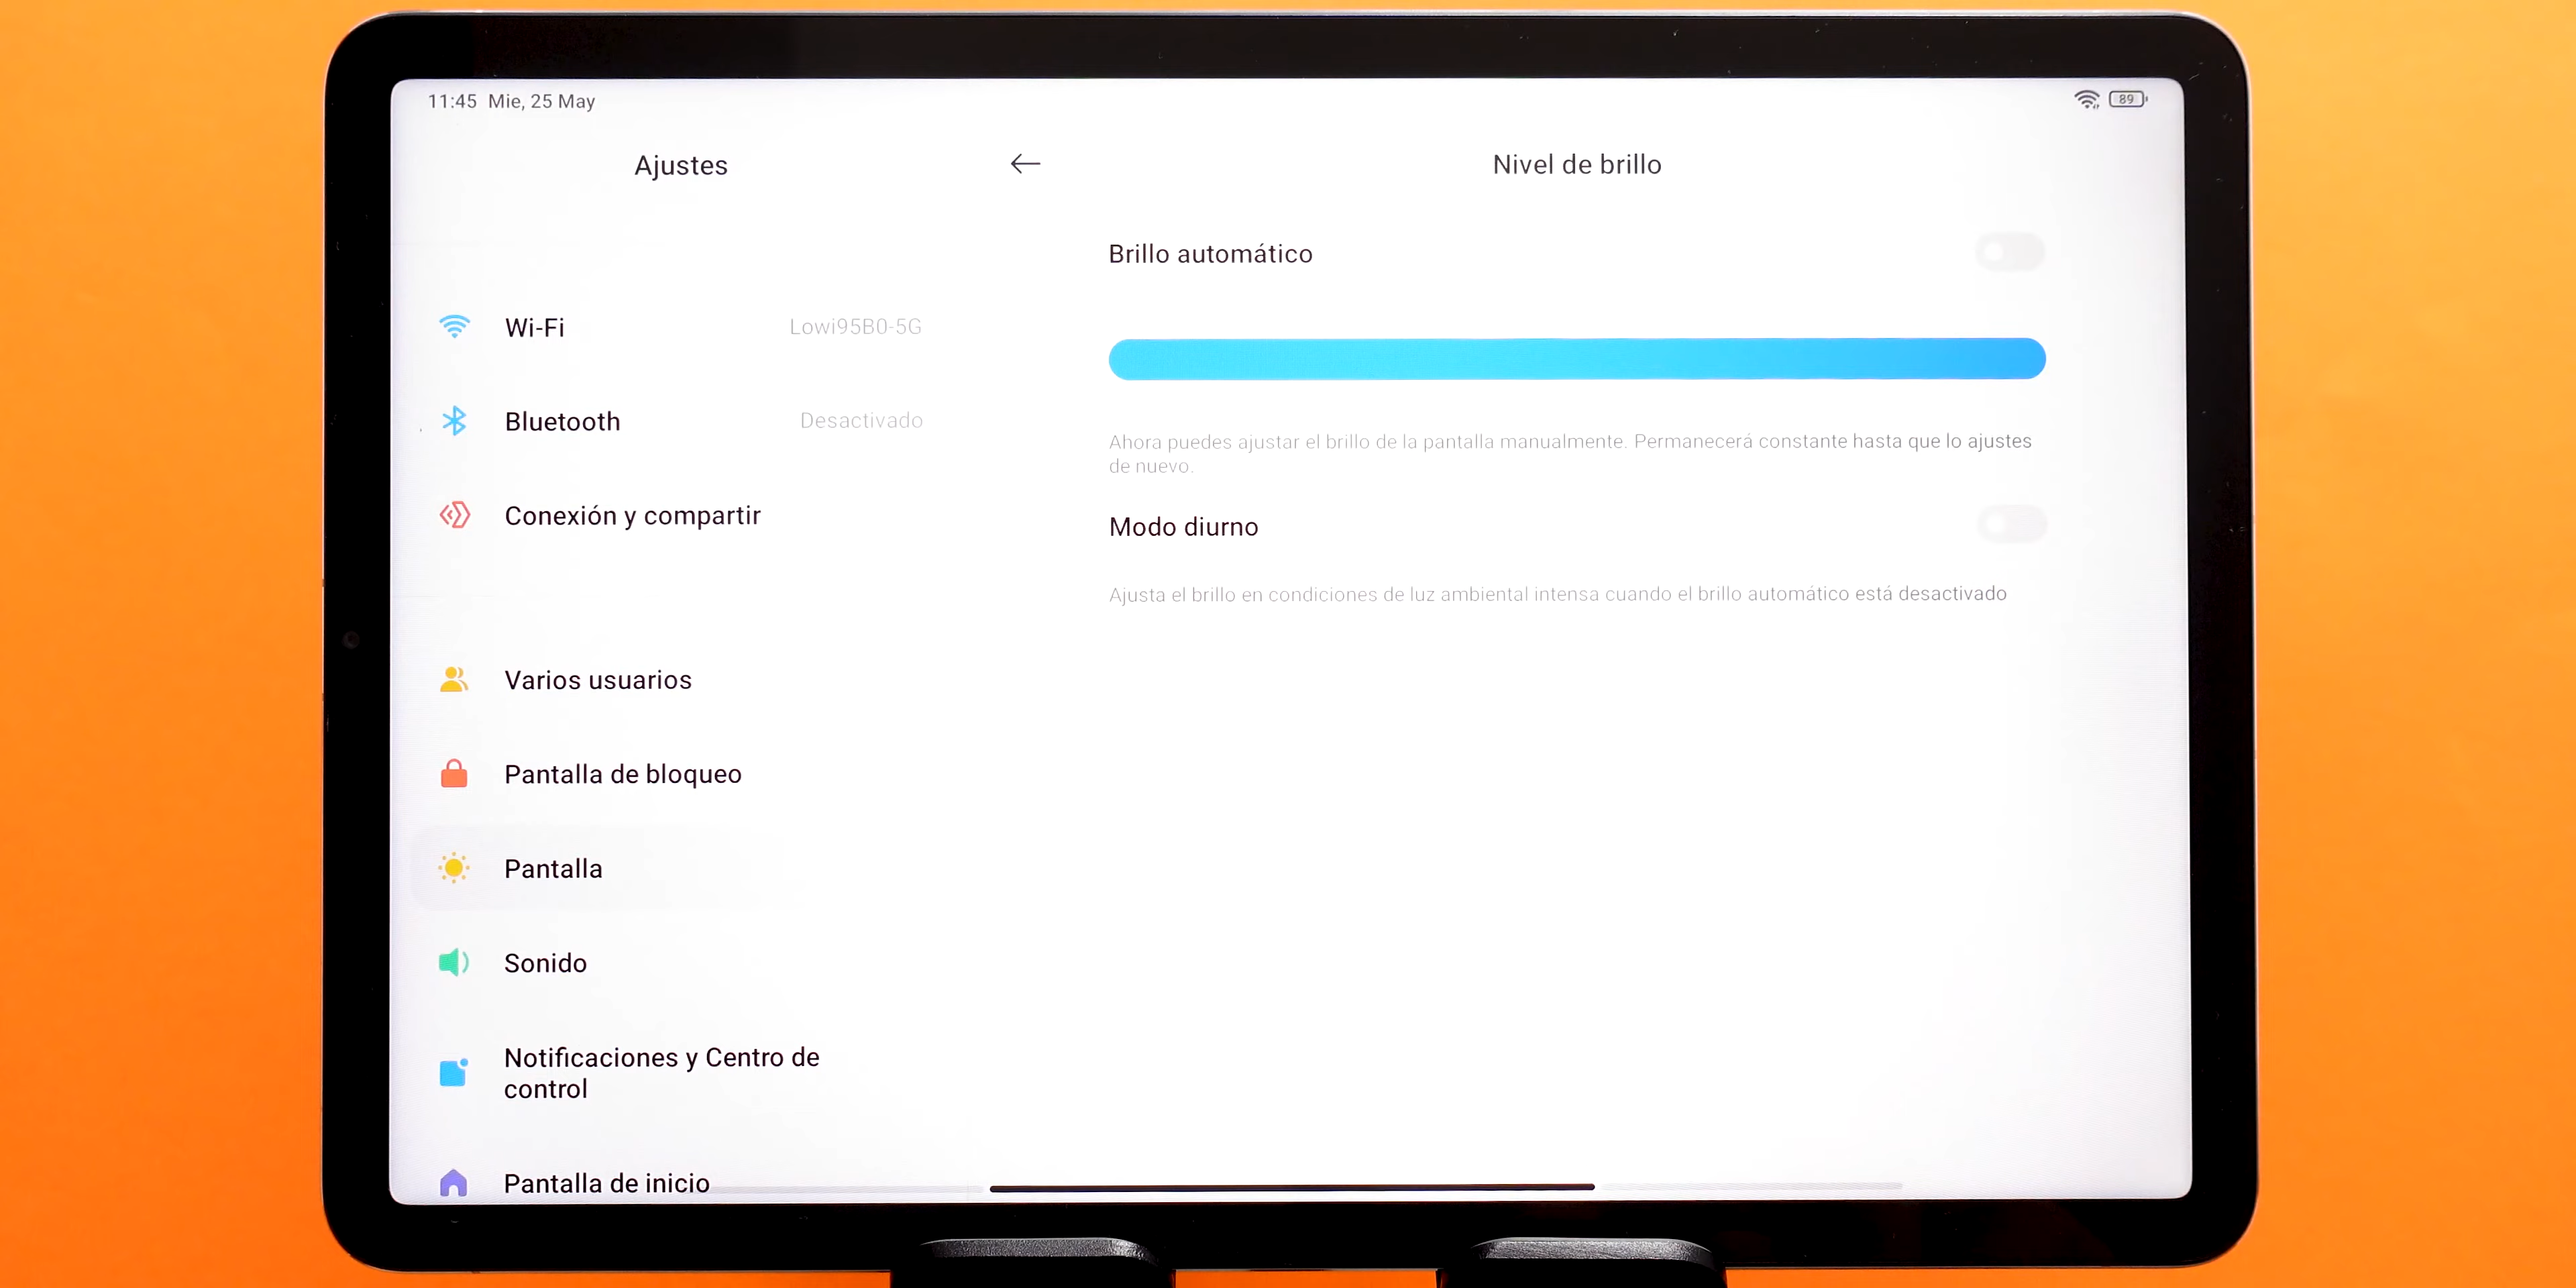 11:45 Mie, 25 May
89
Ajustes
Wi-Fi
Lowi95B0-5G
Bluetooth
Desactivado
Conexión y compartir
Varios usuarios
Pantalla de bloqueo
Pantalla
Sonido
Notificaciones y Centro de
control
Pantalla de inicio
Nivel de brillo
Brillo automático
Ahora puedes ajustar el brillo de la pantalla manualmente. Permanecerá constante hasta que lo ajustes
de nuevo.
Modo diurno
Ajusta el brillo en condiciones de luz ambiental intensa cuando el brillo automático está desactivado